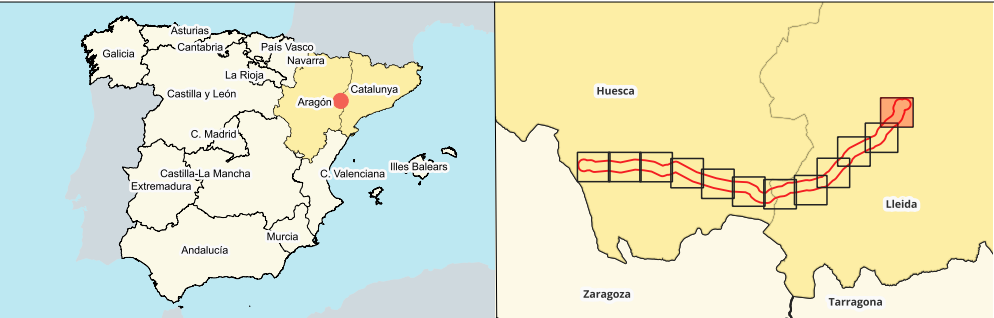 Asturias
Galicia
Cantabria
País Vasco
Navarra
La Rioja
Catalunya
Castilla y León
Aragón
C. Madrid
Castilla-La Mancha
C. Valenciana
Illes Balears
Extremadura
Murcia
Andalucía
Huesca
Lleida
Zaragoza
Tarragona